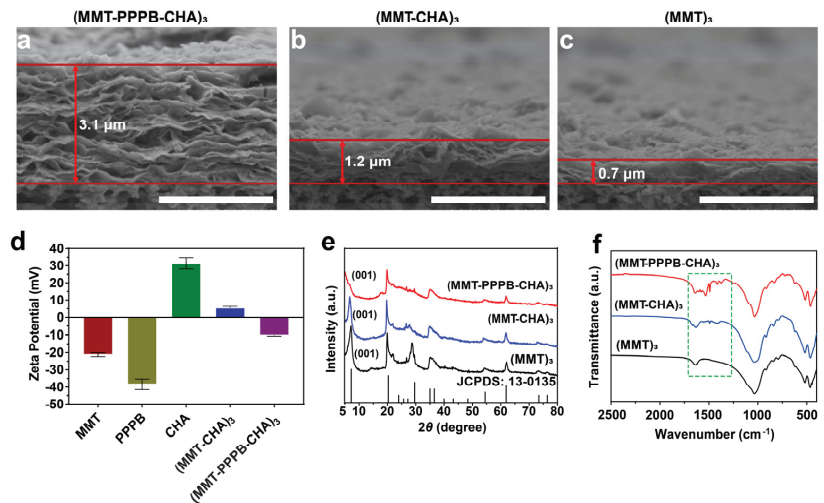 (MMT-PPPB-CHA)₃
(MMT-CHA)₃
(MMT)₃
a
3.1 μm
b
1.2 μm
c
0.7 μm
d
Zeta Potential (mV)
40
30
20
10
0
-10
-20
-30
-40
-50
MMT
PPPB
CHA
(MMT-CHA)₃
(MMT-PPPB-CHA)₃
e
Intensity (a.u.)
(001)
(MMT-PPPB-CHA)₃
(001)
(MMT-CHA)₃
(001)
(MMT)₃
JCPDS: 13-0135
5 10 20 30 40 50 60 70 80
2θ (degree)
f
Transmittance (a.u.)
(MMT-PPPB-CHA)₃
(MMT-CHA)₃
(MMT)₃
2500 2000 1500 1000 500
Wavenumber (cm⁻¹)